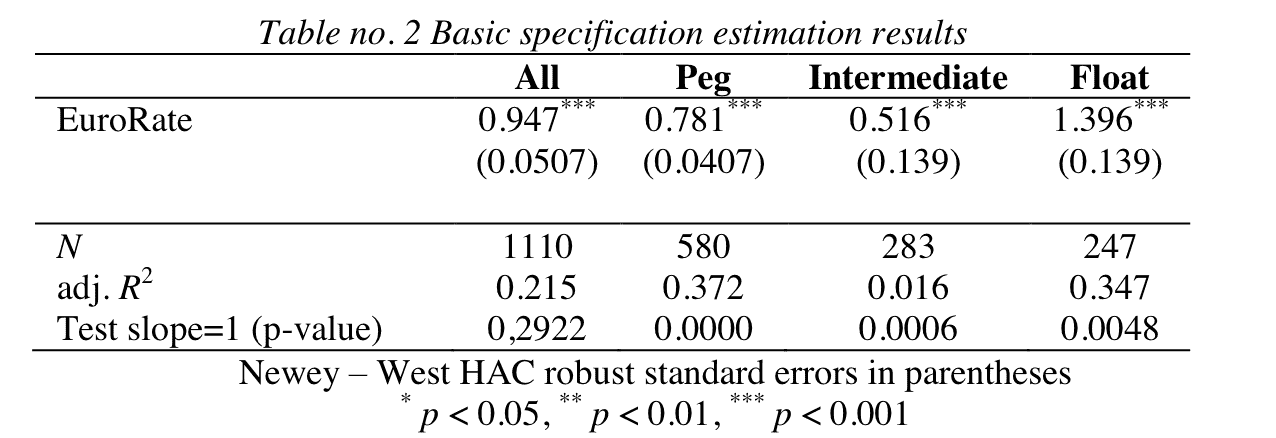 Table no. 2 Basic specification estimation results
All Peg Intermediate Float
EuroRate 0.947*** 0.781*** 0.516*** 1.396***
(0.0507) (0.0407) (0.139) (0.139)
N 1110 580 283 247
adj. R² 0.215 0.372 0.016 0.347
Test slope=1 (p-value) 0,2922 0.0000 0.0006 0.0048
Newey – West HAC robust standard errors in parentheses
* p < 0.05, ** p < 0.01, *** p < 0.001